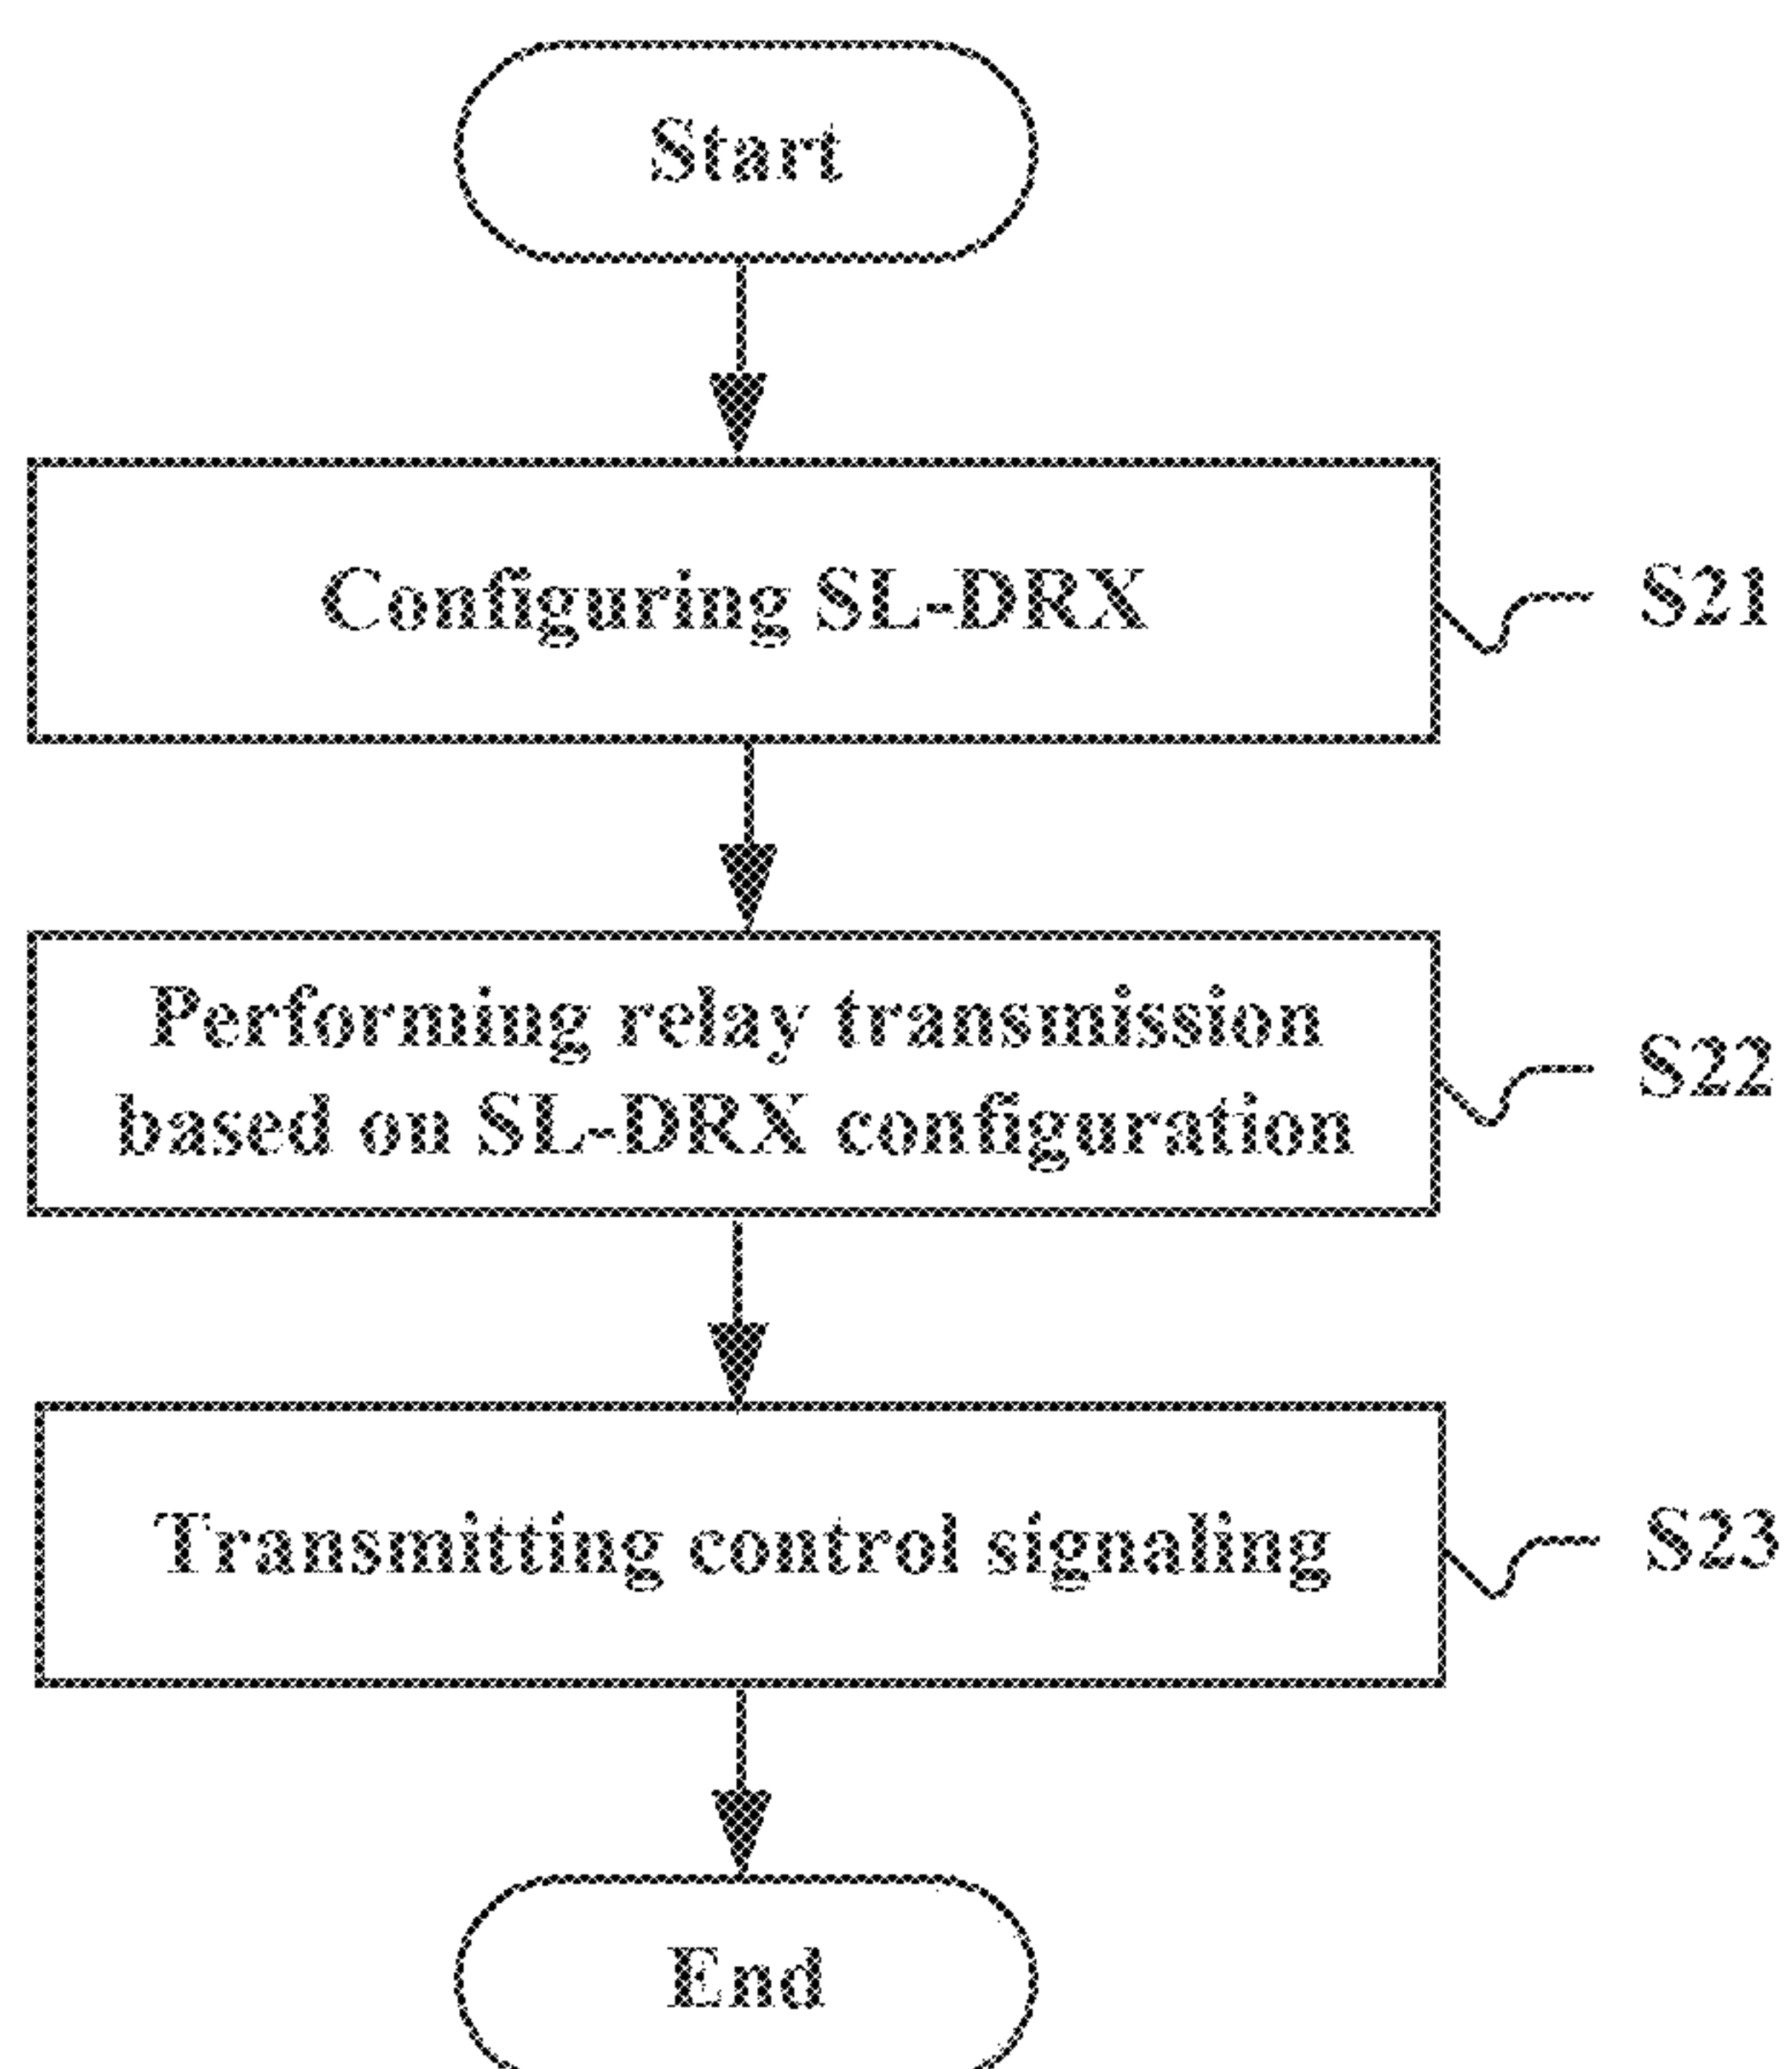 Start
Configuring SL-DRX
S21
Performing relay transmission
based on SL-DRX configuration
S22
Transmitting control signaling
S23
End